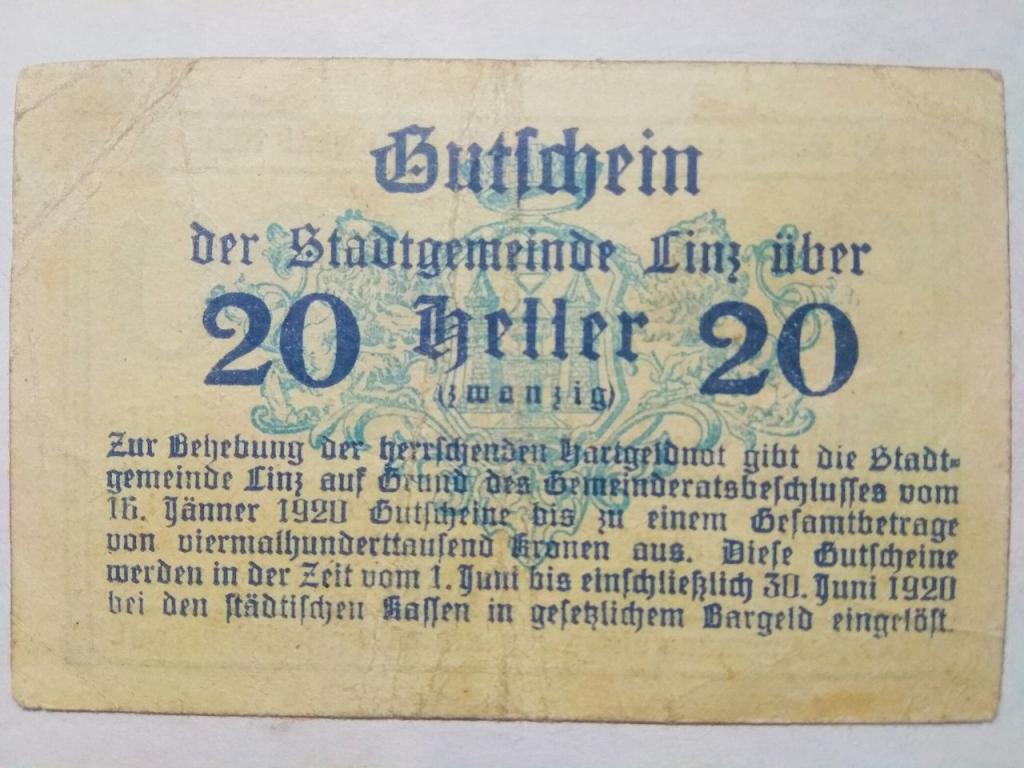 Gutschein
der Stadtgemeinde Linz über
20 Heller 20
(zwanzig)
Zur Behebung der herrschenden Hartgeldnot gibt die Stadt-
gemeinde Linz auf Grund des Gemeinderatsbeschlusses vom
16. Jänner 1920 Gutscheine bis zu einem Gesamtbetrage
von viermalhunderttausend Kronen aus. Diese Gutscheine
werden in der Zeit vom 1. Juni bis einschließlich 30. Juni 1920
bei den städtischen Kassen in gesetzlichem Bargeld eingelöst.